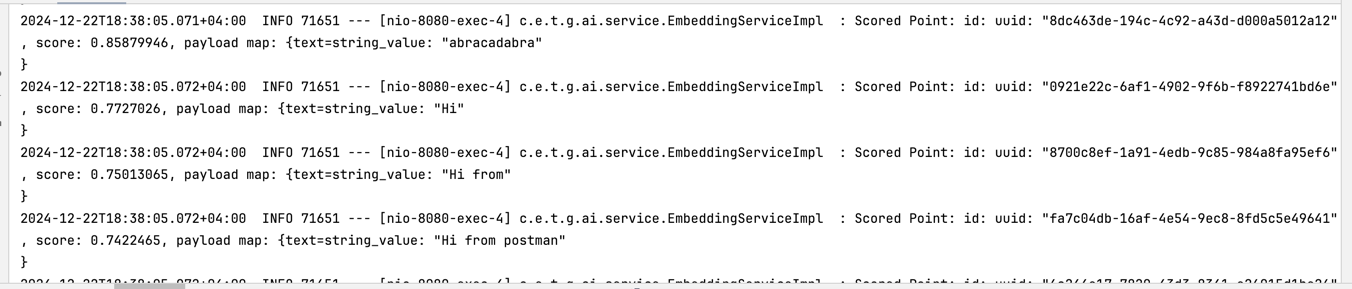 2024-12-22T18:38:05.071+04:00  INFO 71651 --- [nio-8080-exec-4] c.e.t.g.ai.service.EmbeddingServiceImpl  : Scored Point: id: uuid: "8dc463de-194c-4c92-a43d-d000a5012a12"
, score: 0.85879946, payload map: {text=string_value: "abracadabra"
}
2024-12-22T18:38:05.072+04:00  INFO 71651 --- [nio-8080-exec-4] c.e.t.g.ai.service.EmbeddingServiceImpl  : Scored Point: id: uuid: "0921e22c-6af1-4902-9f6b-f8922741bd6e"
, score: 0.7727026, payload map: {text=string_value: "Hi"
}
2024-12-22T18:38:05.072+04:00  INFO 71651 --- [nio-8080-exec-4] c.e.t.g.ai.service.EmbeddingServiceImpl  : Scored Point: id: uuid: "8700c8ef-1a91-4edb-9c85-984a8fa95ef6"
, score: 0.75013065, payload map: {text=string_value: "Hi from"
}
2024-12-22T18:38:05.072+04:00  INFO 71651 --- [nio-8080-exec-4] c.e.t.g.ai.service.EmbeddingServiceImpl  : Scored Point: id: uuid: "fa7c04db-16af-4e54-9ec8-8fd5c5e49641"
, score: 0.7422465, payload map: {text=string_value: "Hi from postman"
}